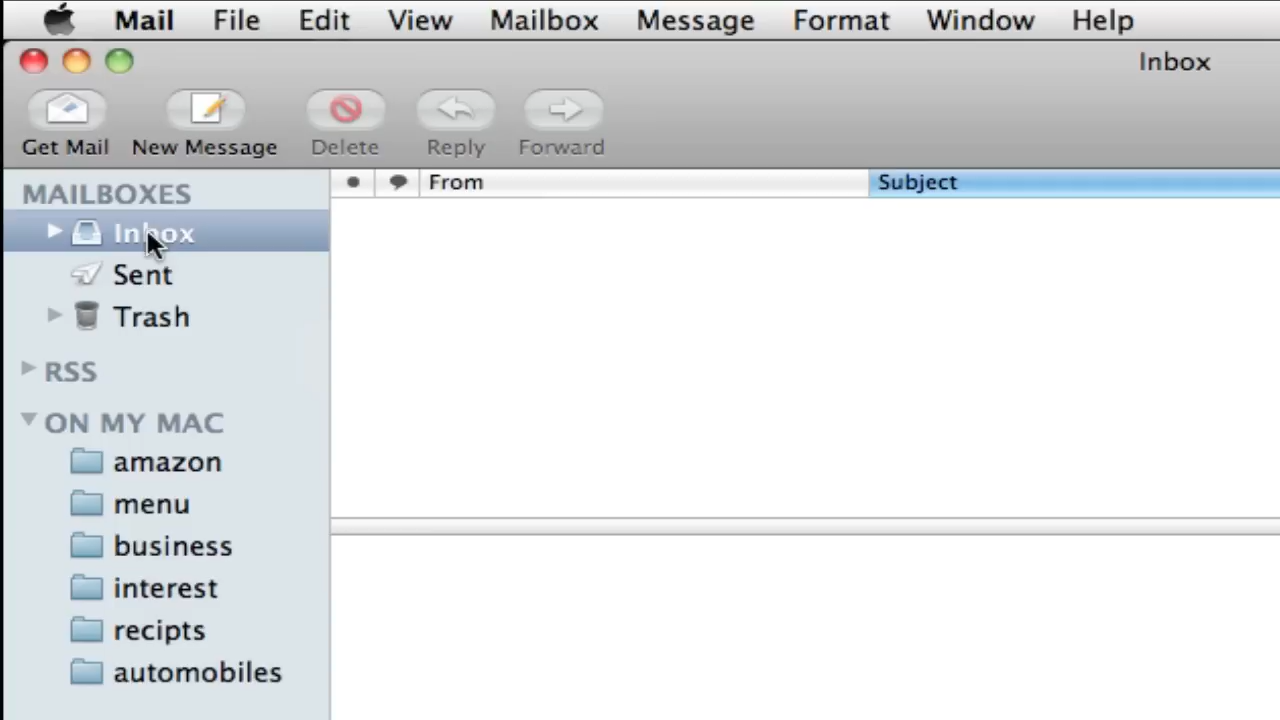 Mail File Edit View Mailbox Message Format Window Help
Inbox
Get Mail New Message Delete Reply Forward
MAILBOXES
From Subject
Inbox
Sent
Trash
RSS
ON MY MAC
amazon
menu
business
interest
recipts
automobiles